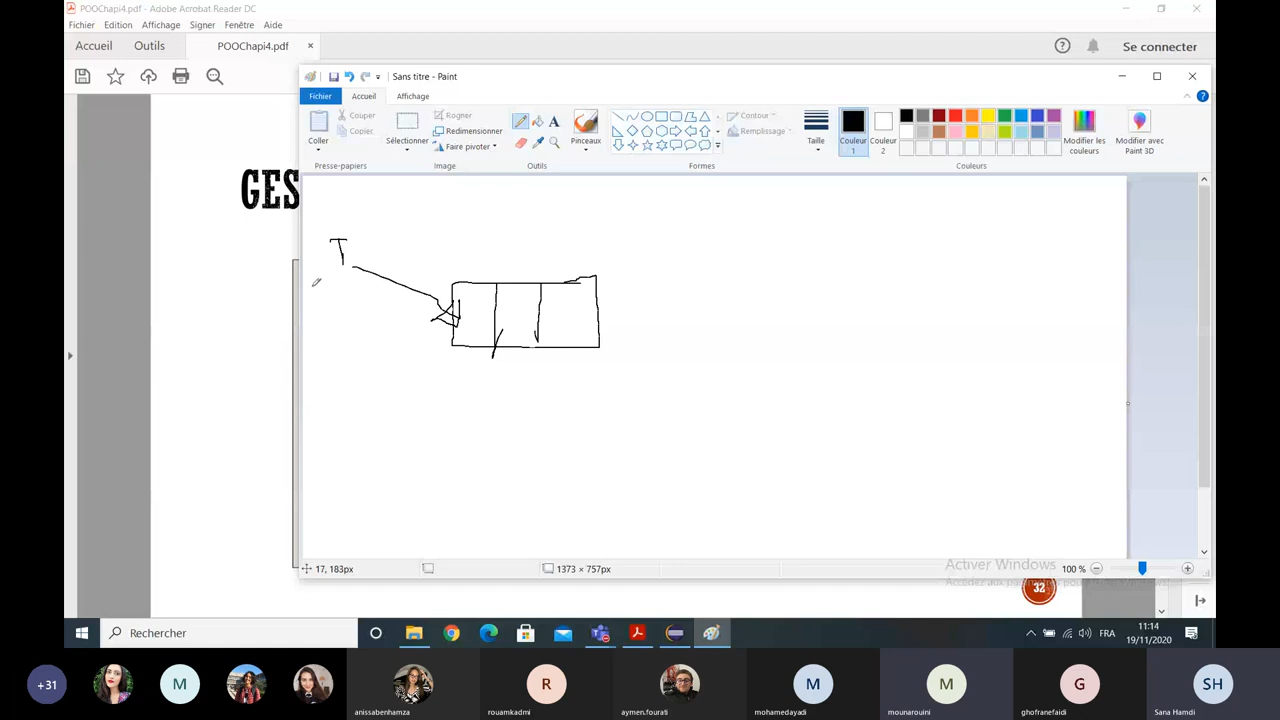 POOChapi4.pdf - Adobe Acrobat Reader DC
Fichier Edition Affichage Signer Fenêtre Aide
Accueil Outils POOChapi4.pdf × Se connecter
Sans titre - Paint
Fichier Accueil Affichage
Coller Couper Copier
Sélectionner Rogner Redimensionner Faire pivoter
A
Pinceaux
Contour Remplissage
Taille
Couleur 1 Couleur 2
Modifier les couleurs
Modifier avec Paint 3D
Presse-papiers Image Outils Formes Couleurs
GES
T
Activer Windows
17, 183px 1373 × 757px 100 %
32
Rechercher
FRA
11:14
19/11/2020
+31 M R M M G SH
anissabenhamza rouamkadmi aymen.fourati mohamedayadi mounarouini ghofranefaidi Sana Hamdi